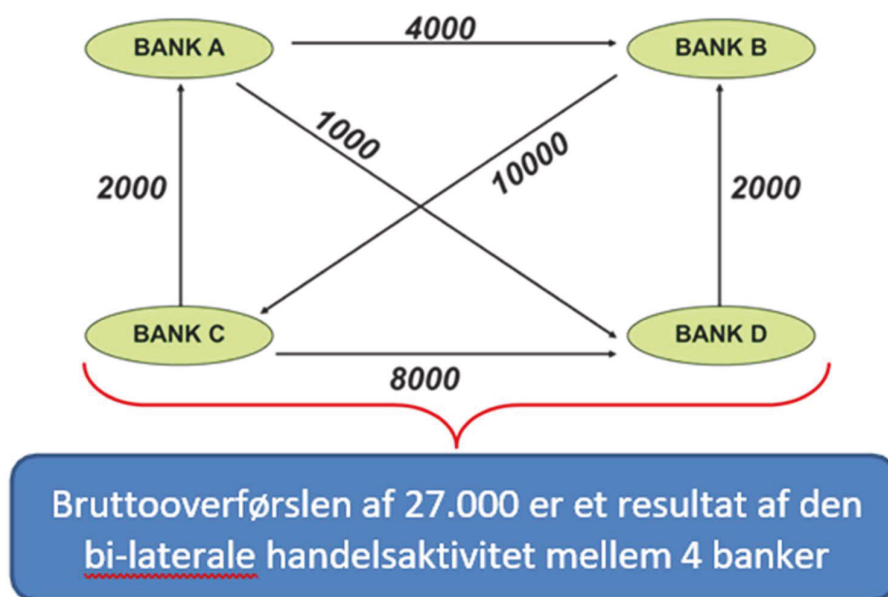 BANK A
4000
BANK B
1000
10000
2000
2000
BANK C
BANK D
8000
Bruttooverførslen af 27.000 er et resultat af den
bi-laterale handelsaktivitet mellem 4 banker